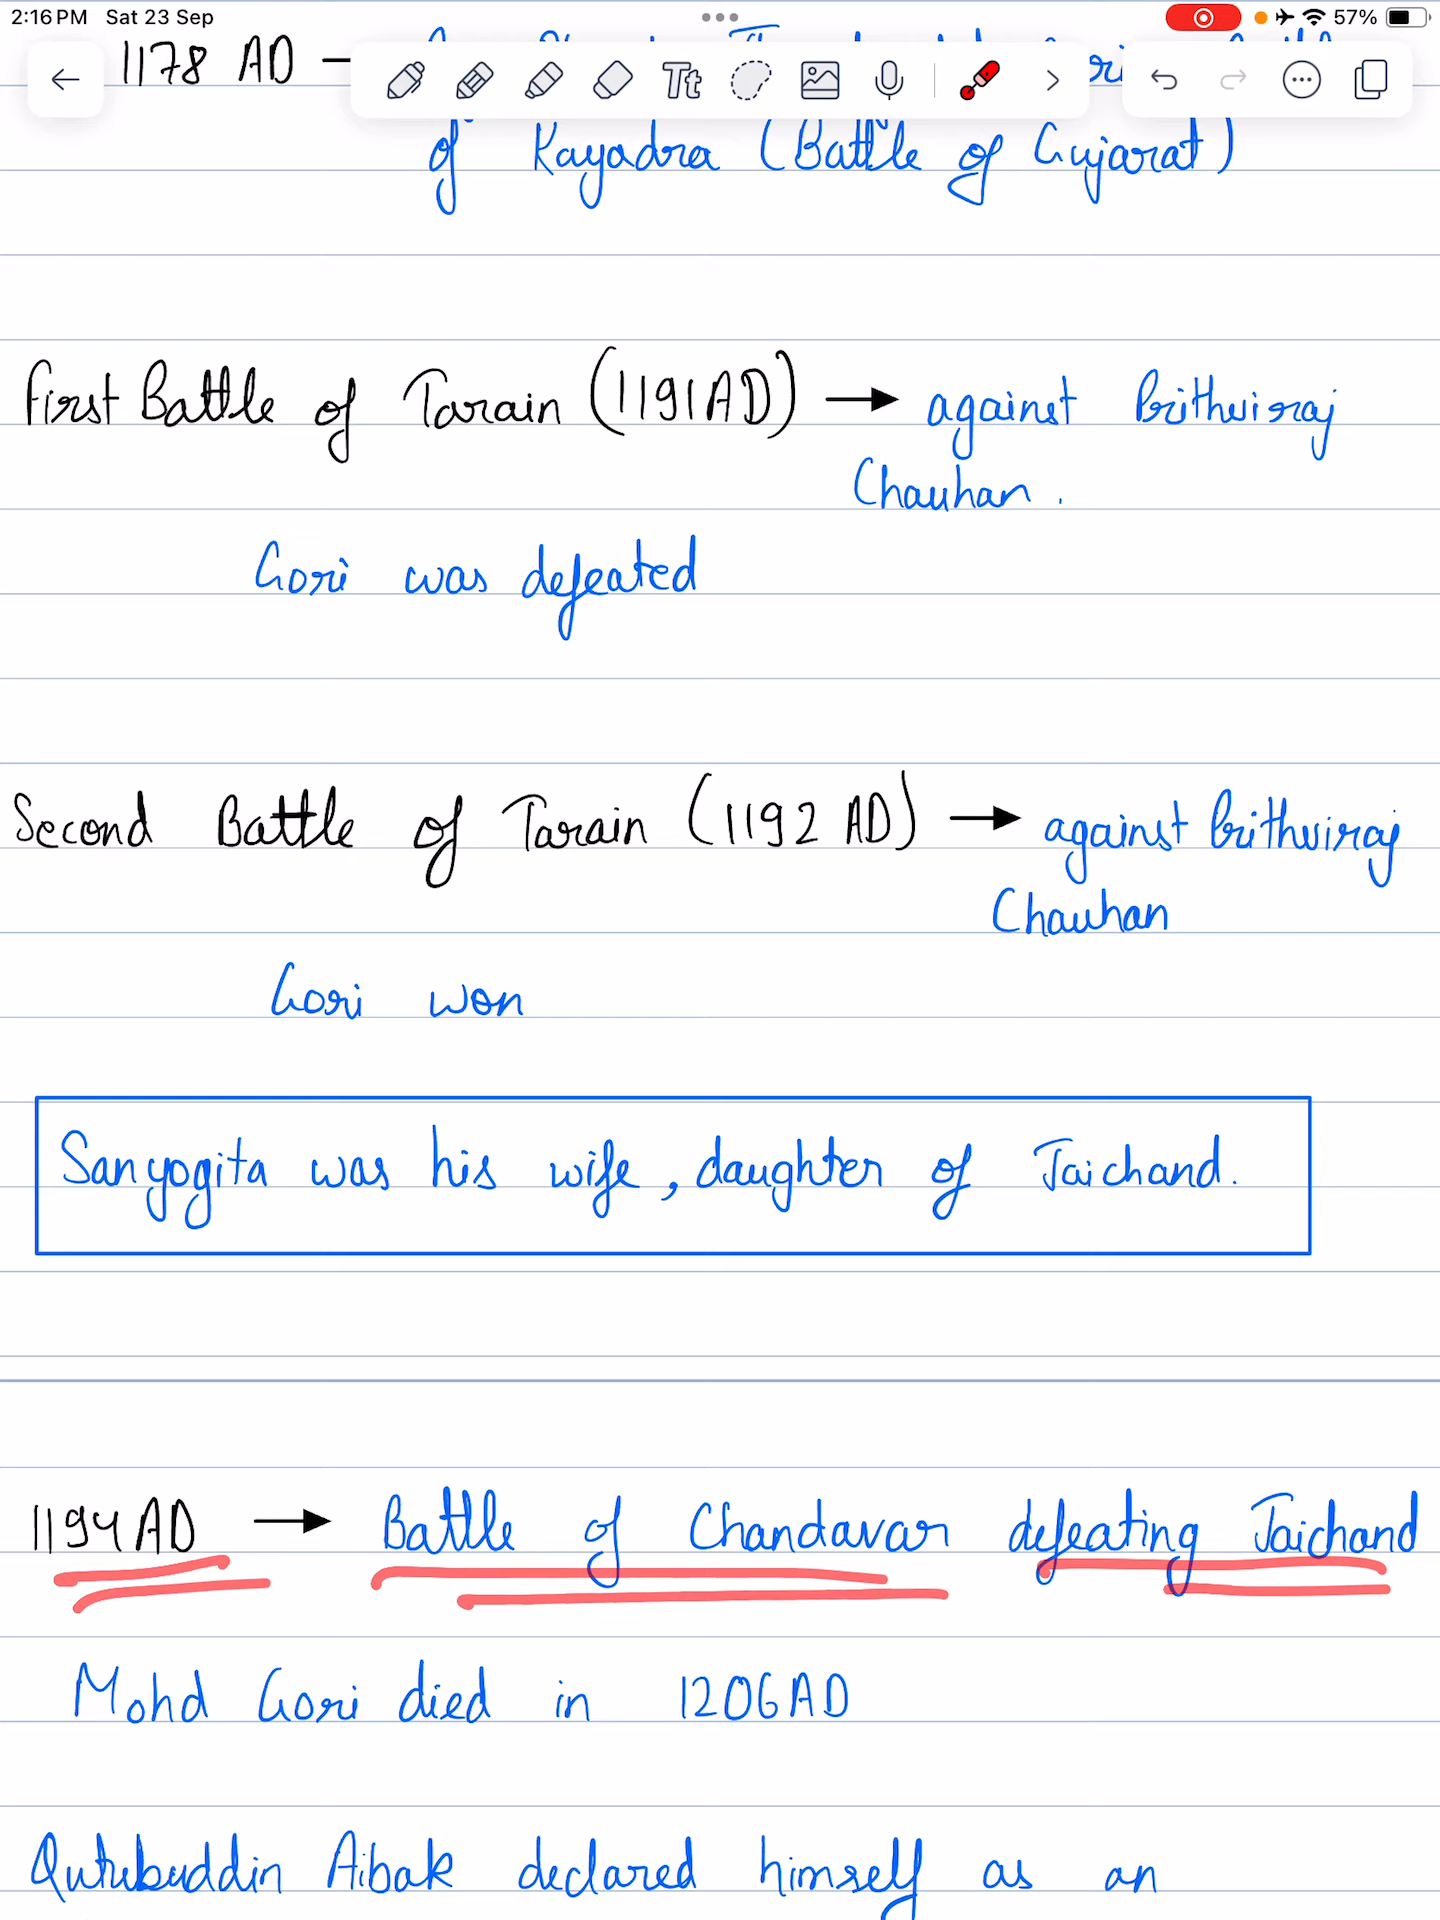 2:16 PM Sat 23 Sep 57%
1178 AD –
Tt
of Kayadra (Battle of Gujarat)
First Battle of Tarain (1191AD) → against Prithviraj
Chauhan.
Gori was defeated
Second Battle of Tarain (1192 AD) → against Prithviraj
Chauhan
Gori won
Sanyogita was his wife, daughter of Jaichand.
1194AD → Battle of Chandavar defeating Jaichand
Mohd Gori died in 1206AD
Qutubuddin Aibak declared himself as an